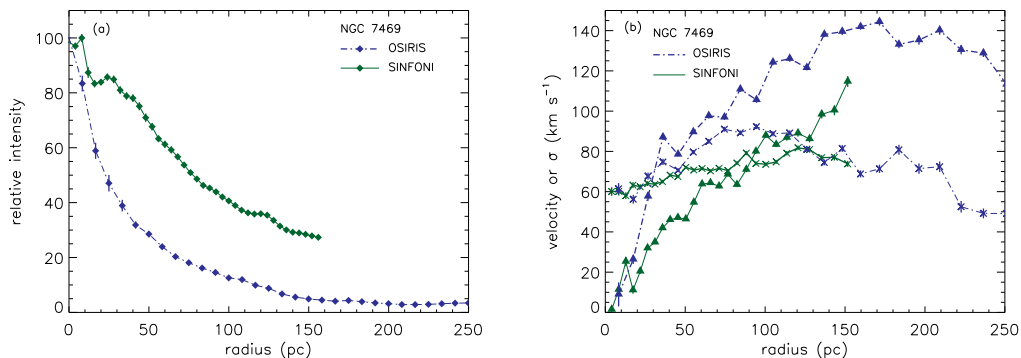 (a)
NGC 7469
OSIRIS
SINFONI
relative intensity
100
80
60
40
20
0
0 50 100 150 200 250
radius (pc)
(b)
NGC 7469
OSIRIS
SINFONI
velocity or σ (km s⁻¹)
140
120
100
80
60
40
20
0
0 50 100 150 200 250
radius (pc)